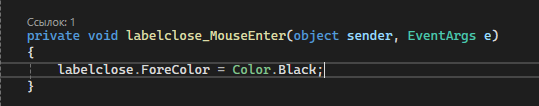 Ссылок: 1
private void labelclose_MouseEnter(object sender, EventArgs e)
{
labelclose.ForeColor = Color.Black;
}